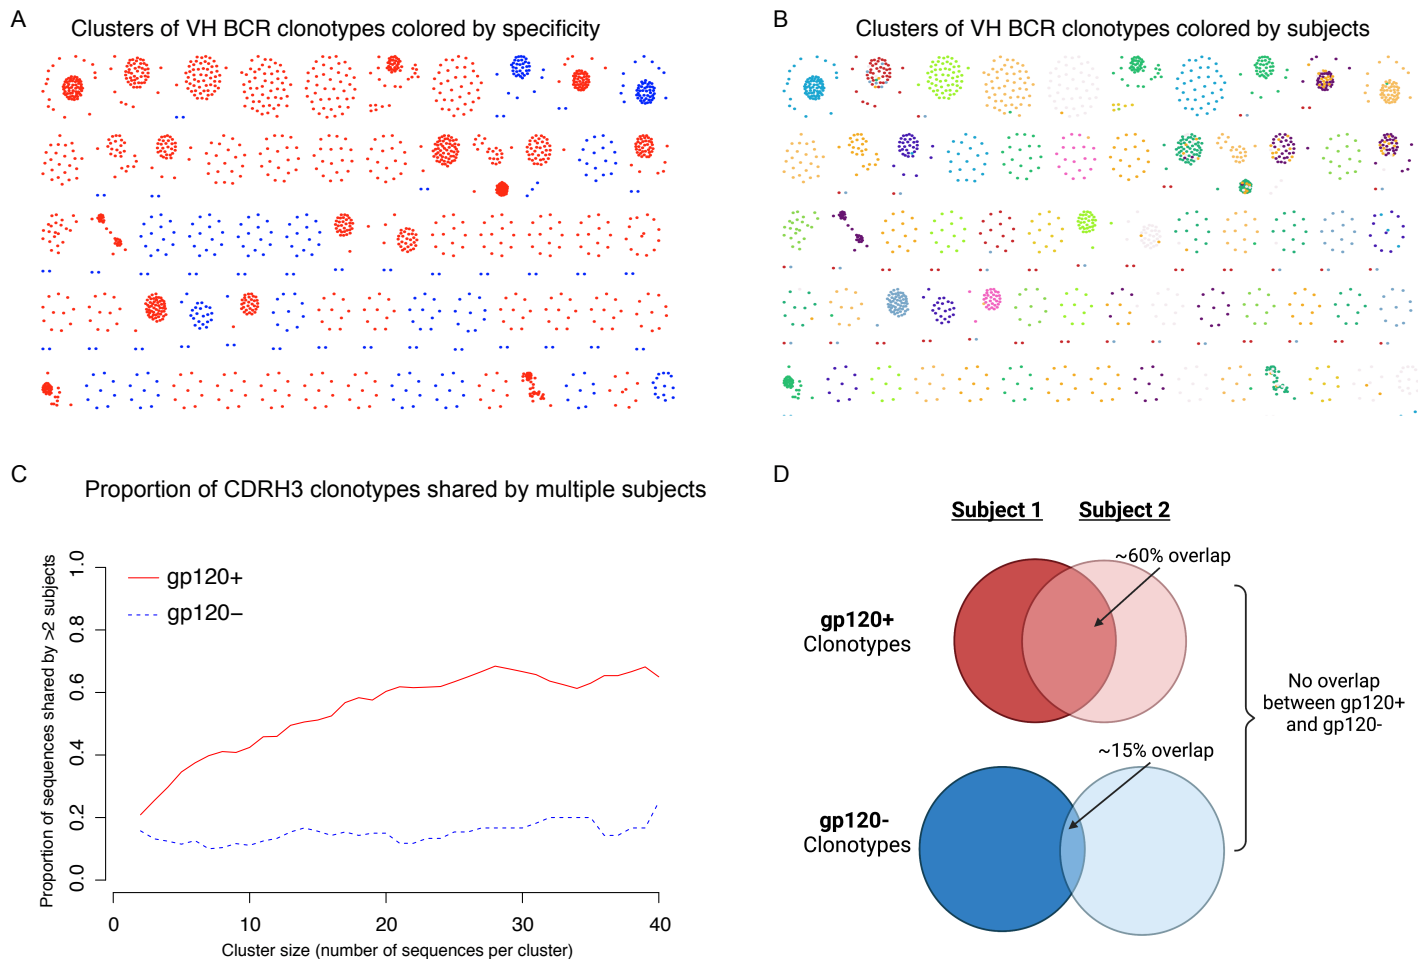 A
Clusters of VH BCR clonotypes colored by specificity
B
Clusters of VH BCR clonotypes colored by subjects
C
Proportion of CDRH3 clonotypes shared by multiple subjects
Proportion of sequences shared by >2 subjects
1.0
0.8
0.6
0.4
0.2
0.0
gp120+
gp120−
0
10
20
30
40
Cluster size (number of sequences per cluster)
D
Subject 1
Subject 2
~60% overlap
gp120+
Clonotypes
No overlap
between gp120+
and gp120-
~15% overlap
gp120-
Clonotypes